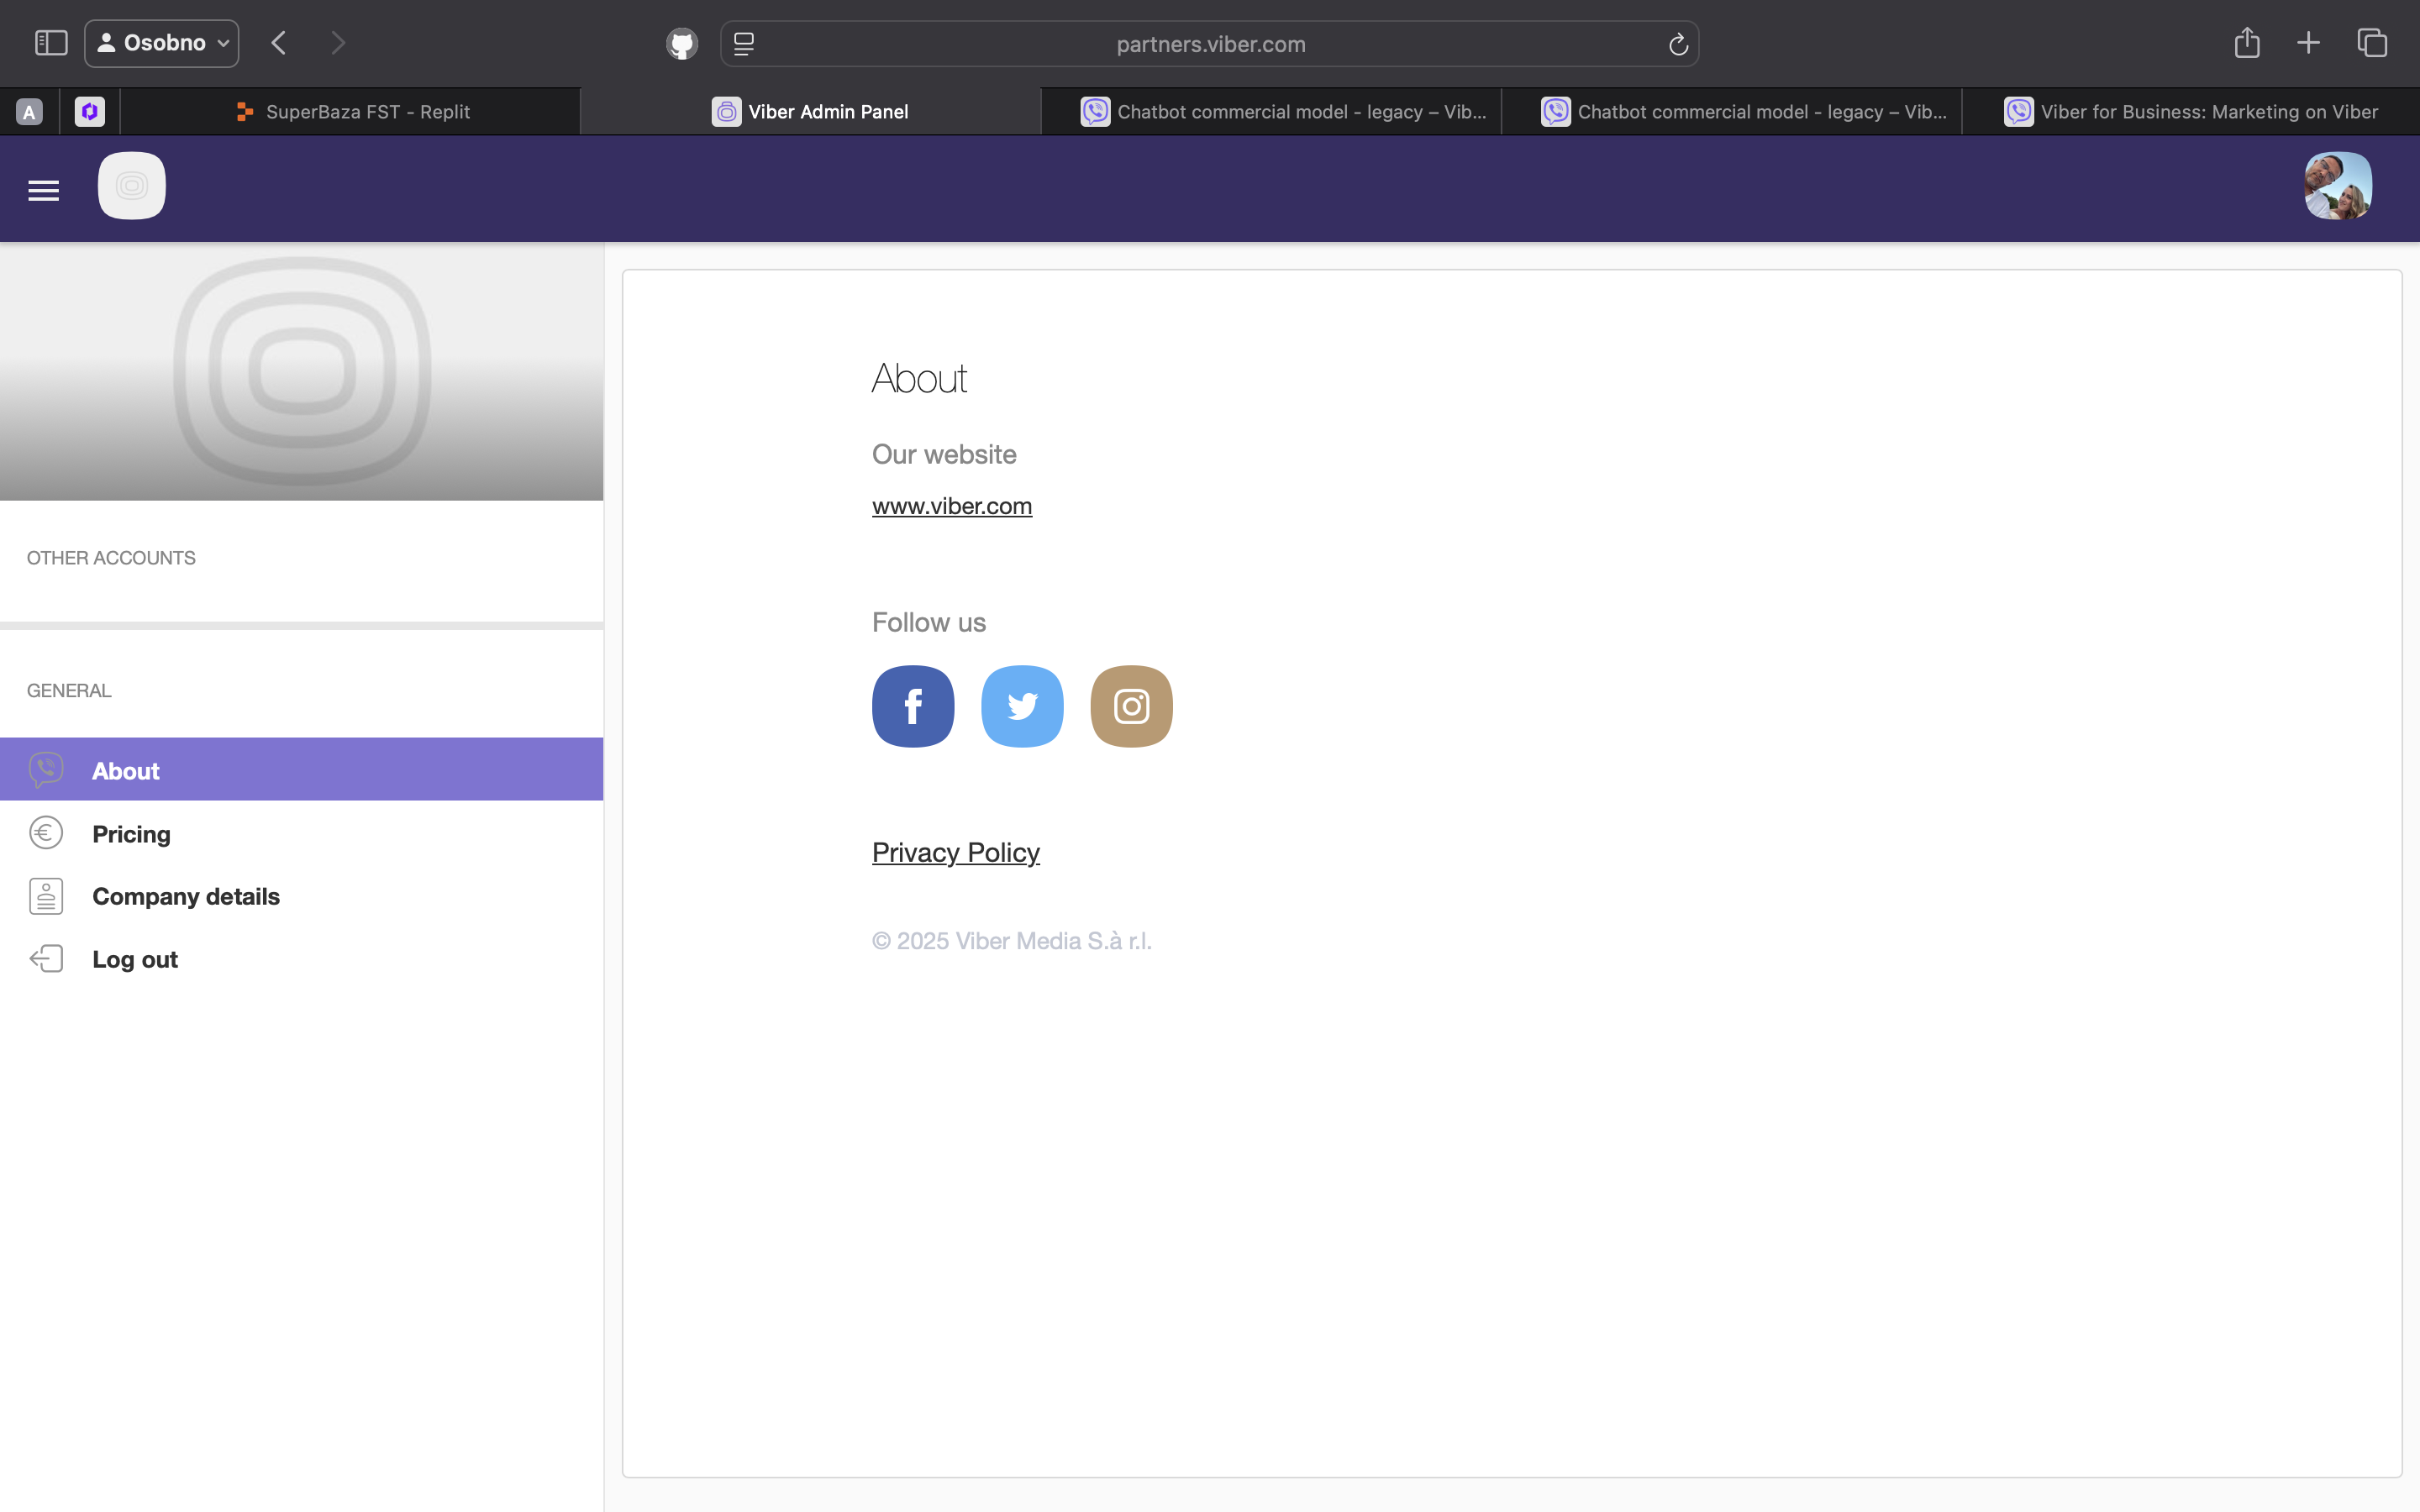 Osobno
partners.viber.com
A
SuperBaza FST - Replit
Viber Admin Panel
Chatbot commercial model - legacy – Vib...
Chatbot commercial model - legacy – Vib...
Viber for Business: Marketing on Viber
OTHER ACCOUNTS
GENERAL
About
Pricing
Company details
Log out
About
Our website
www.viber.com
Follow us
Privacy Policy
© 2025 Viber Media S.à r.l.